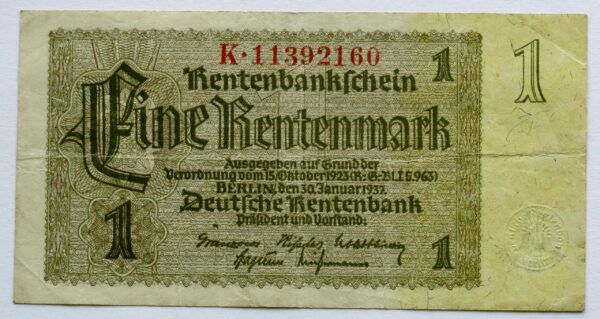 K·11392160
Rentenbankschein 1 1
Eine Rentenmark
Ausgegeben auf Grund der
Verordnung vom 15. Oktober 1923 (R.-G.-Bl. I S. 963)
BERLIN, den 30. Januar 1937.
Deutsche Rentenbank
1 Präsident und Vorstand:
1